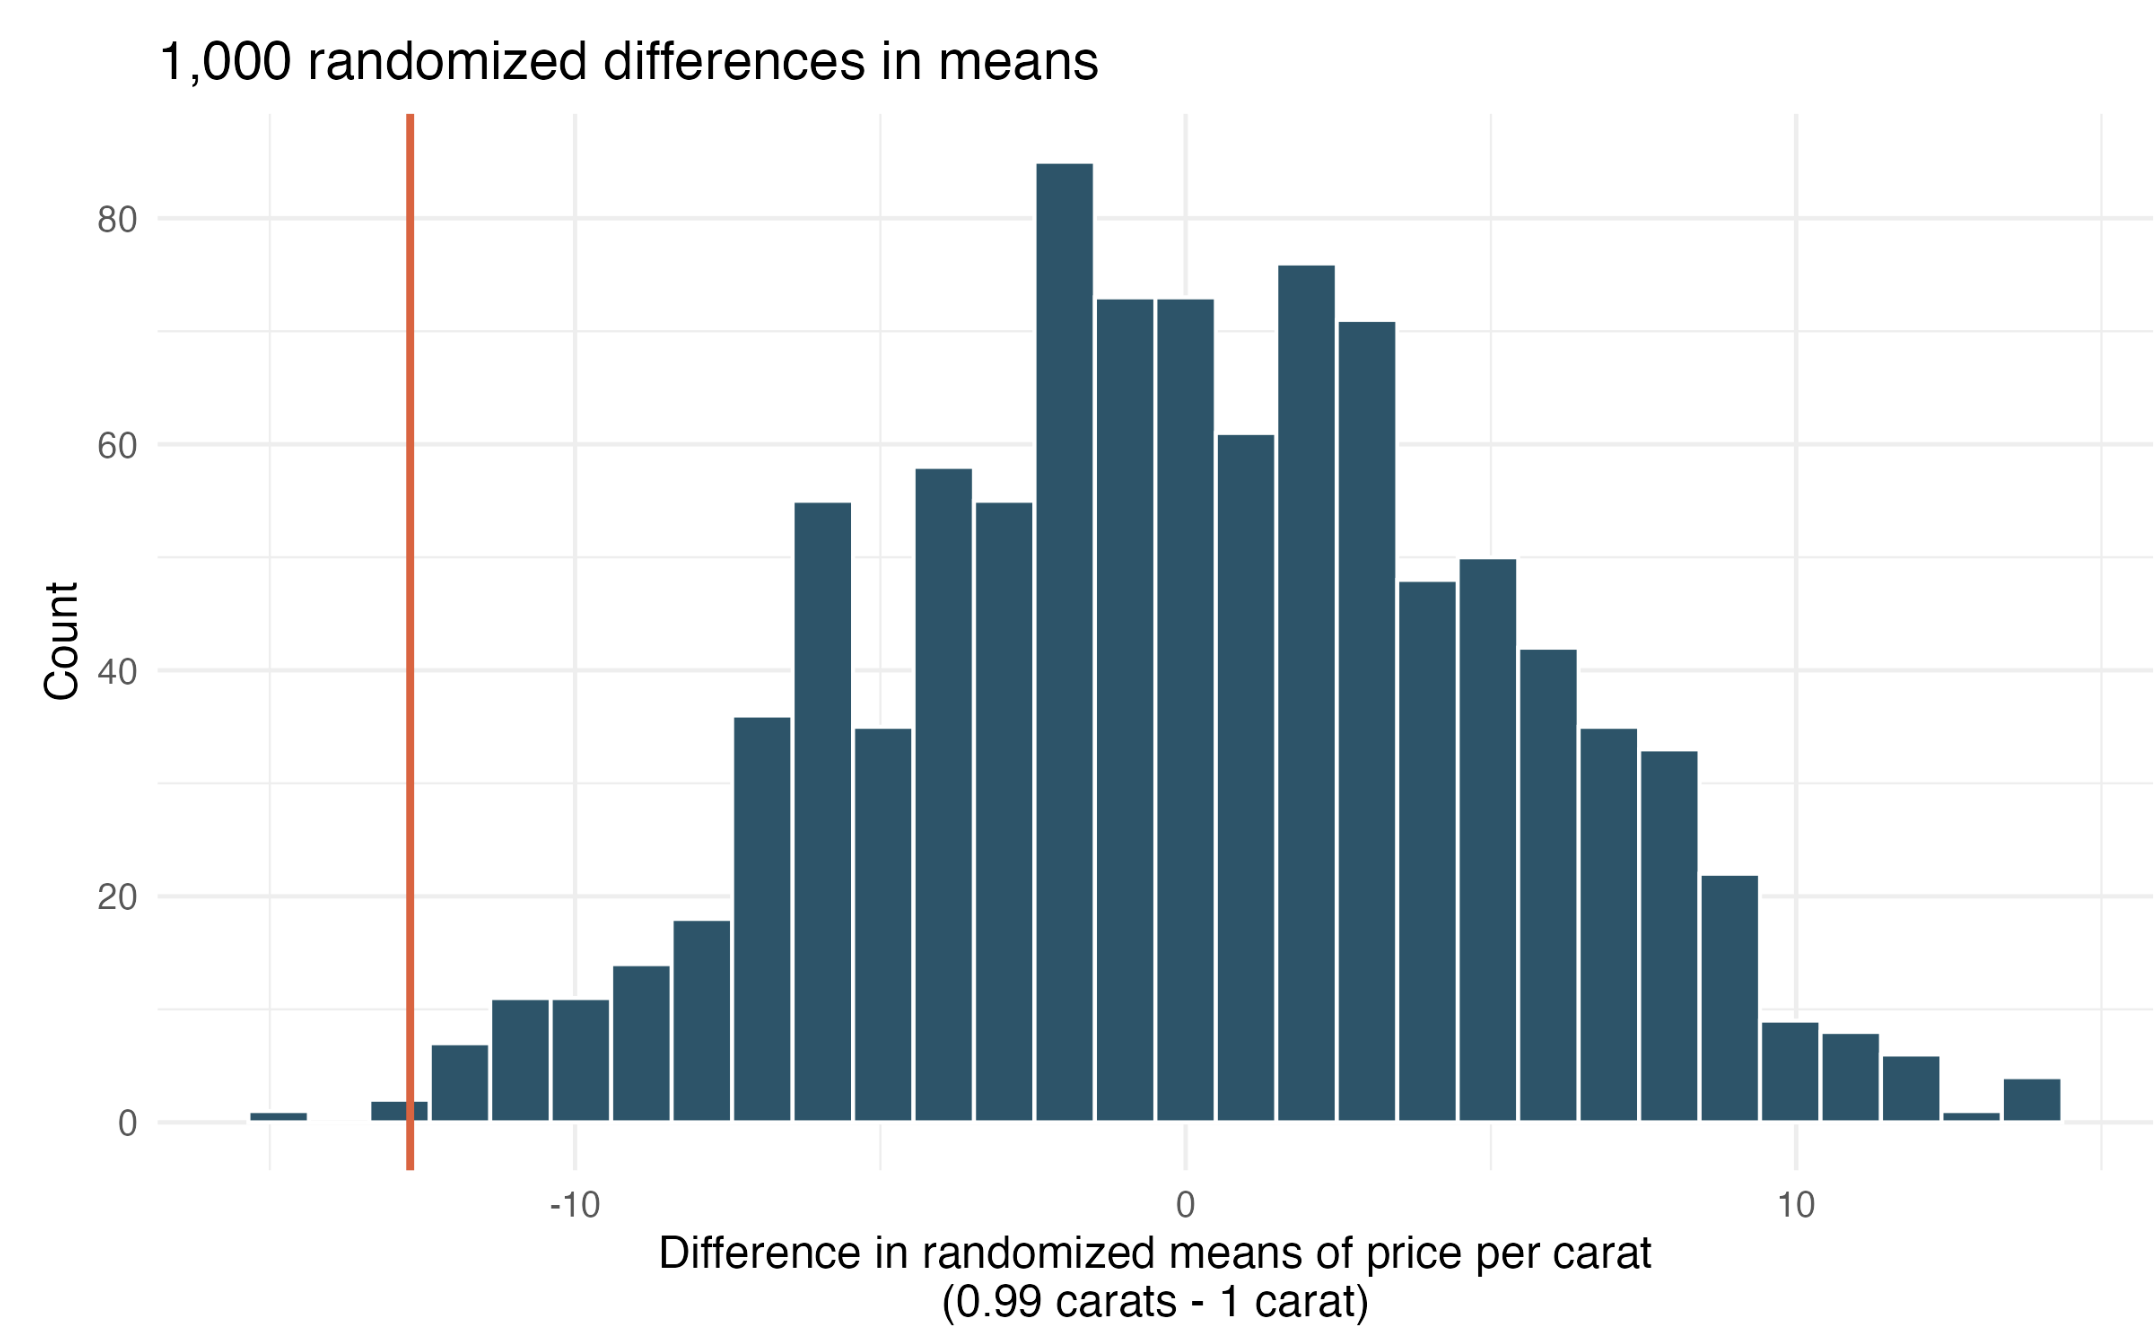 1,000 randomized differences in means
80
60
40
20
0
Count
-10
0
10
Difference in randomized means of price per carat
(0.99 carats - 1 carat)